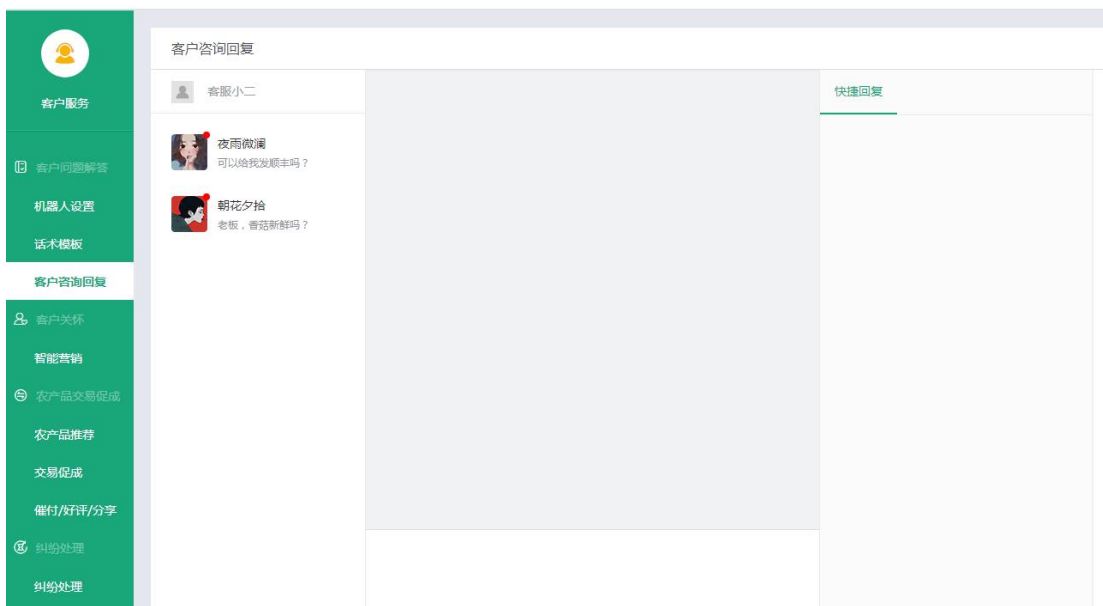 客户服务
客户问题解答
机器人设置
话术模板
客户咨询回复
客户关怀
智能营销
农产品交易促成
农产品推荐
交易促成
催付/好评/分享
纠纷处理
纠纷处理
客户咨询回复
客服小二
夜雨微澜
可以给我发顺丰吗？
朝花夕拾
老板，香菇新鲜吗？
快捷回复